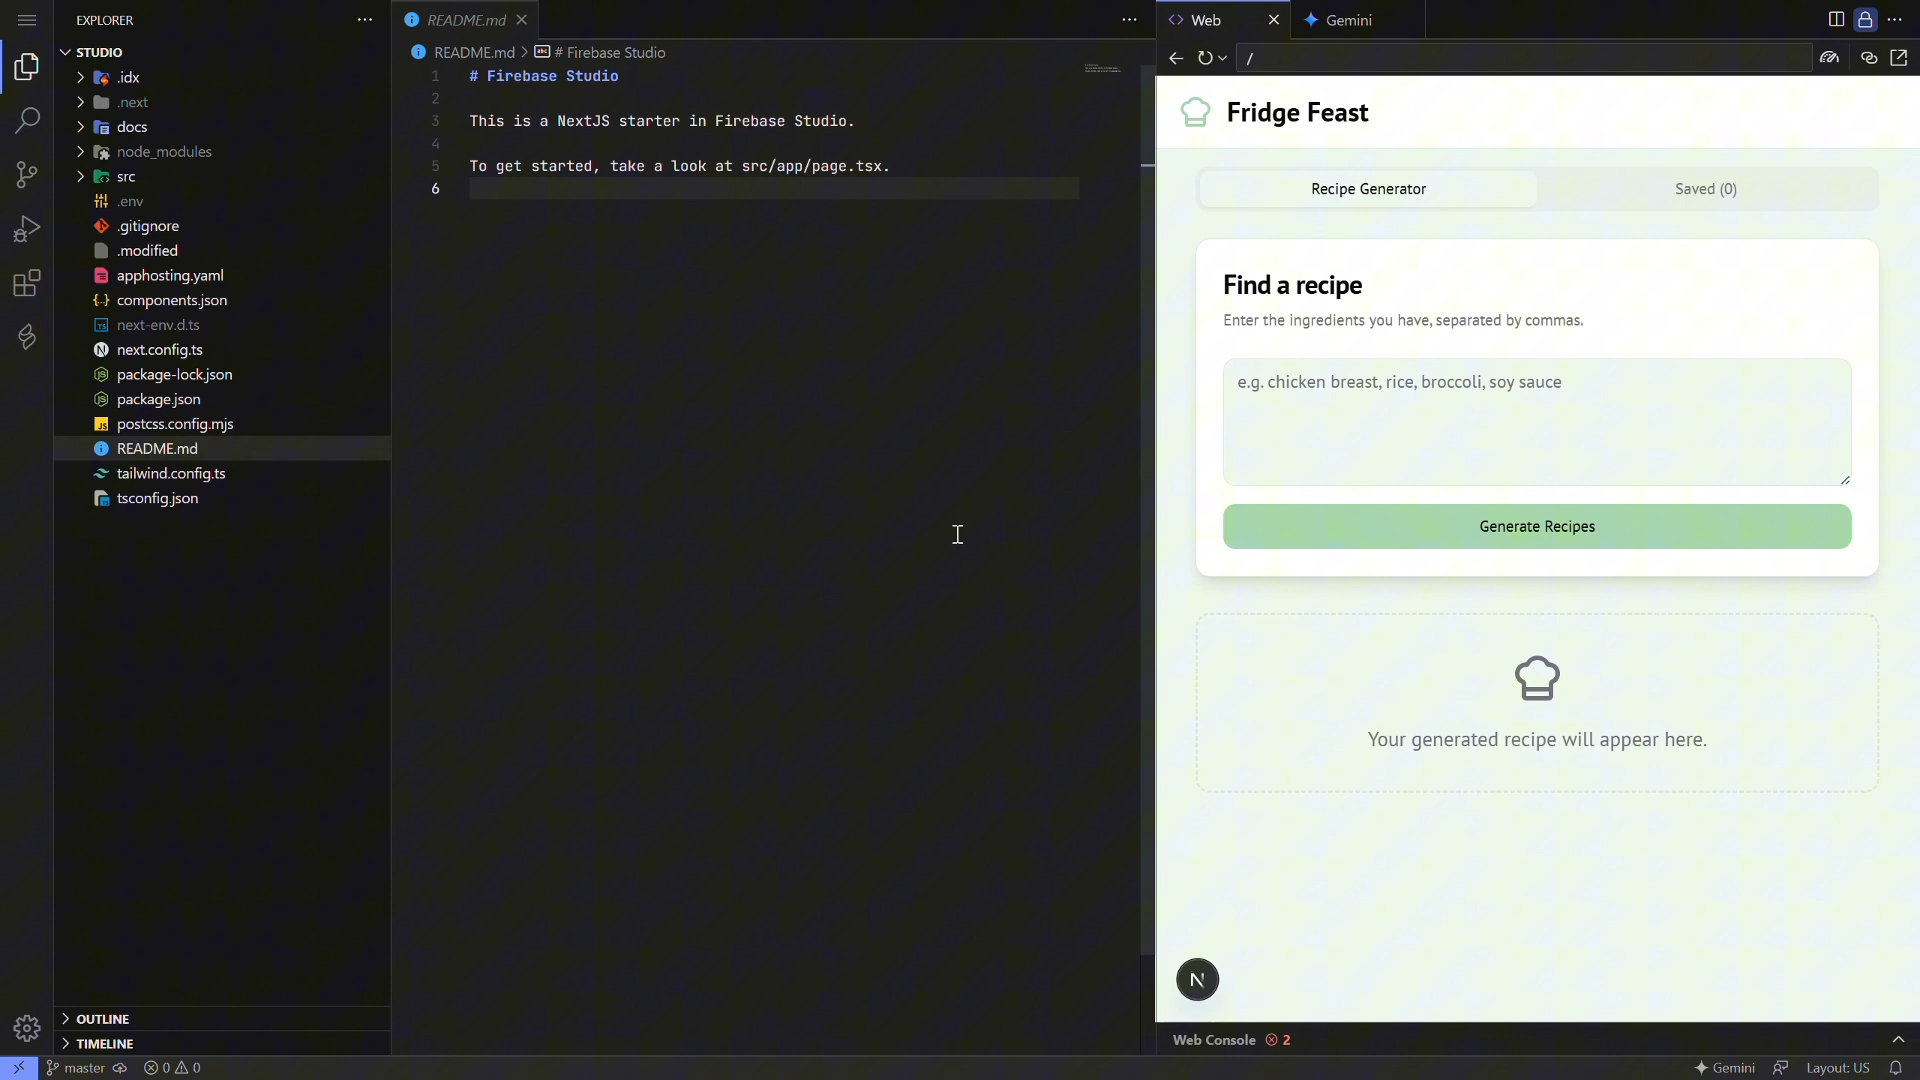 EXPLORER
STUDIO
.idx
.next
docs
node_modules
src
.env
.gitignore
.modified
apphosting.yaml
components.json
next-env.d.ts
next.config.ts
package-lock.json
package.json
postcss.config.mjs
README.md
tailwind.config.ts
tsconfig.json
OUTLINE
TIMELINE
README.md
README.md > # Firebase Studio
1 # Firebase Studio
2
3 This is a NextJS starter in Firebase Studio.
4
5 To get started, take a look at src/app/page.tsx.
6
Web
Gemini
/
Fridge Feast
Recipe Generator
Saved (0)
Find a recipe
Enter the ingredients you have, separated by commas.
e.g. chicken breast, rice, broccoli, soy sauce
Generate Recipes
Your generated recipe will appear here.
N
Web Console 2
master 0 0
Gemini Layout: US